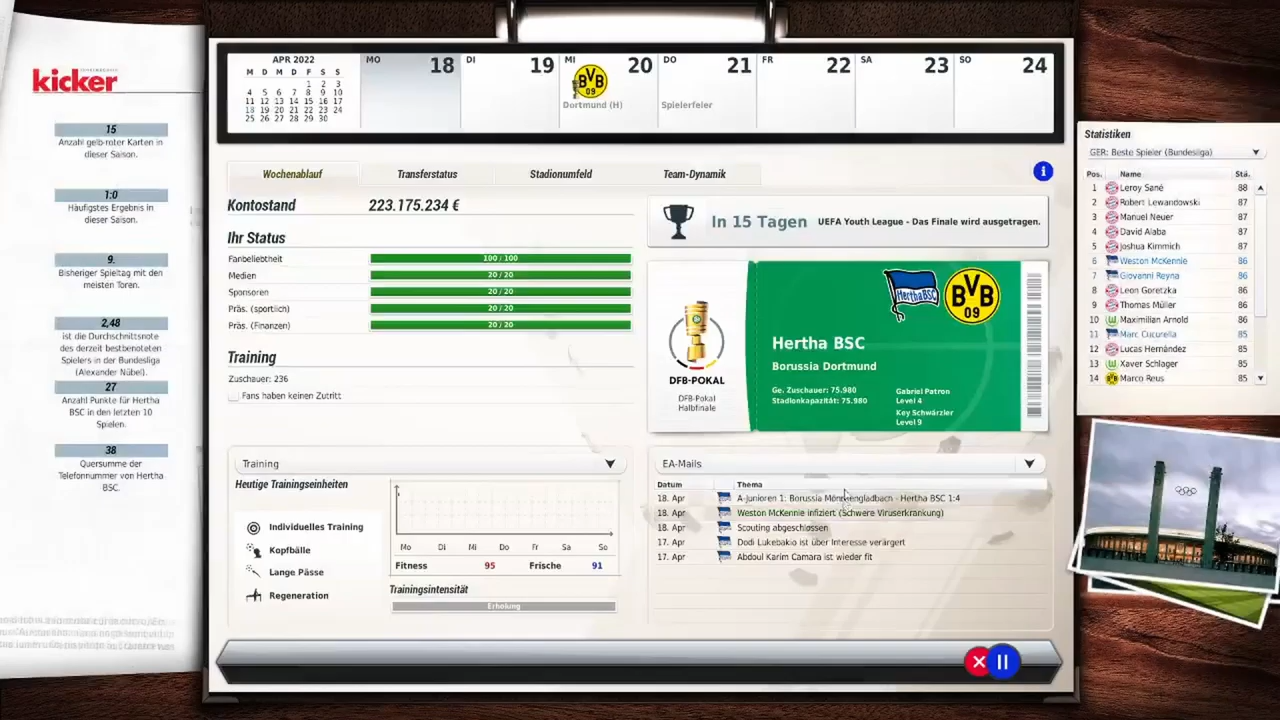 kicker
15
Anzahl gelb-roter Karten in
dieser Saison.
1:0
Häufigstes Ergebnis in
dieser Saison.
9.
Bisheriger Spieltag mit den
meisten Toren.
2,48
ist die Durchschnittsnote
des derzeit bestbenoteten
Spielers in der Bundesliga
(Alexander Nübel).
27
Anzahl Punkte für Hertha
BSC in den letzten 10
Spielen.
38
Quersumme der
Telefonnummer von Hertha
BSC.
APR 2022
M D M D F S S
1 2 3
4 5 6 7 8 9 10
11 12 13 14 15 16 17
18 19 20 21 22 23 24
25 26 27 28 29 30
MO 18
DI 19
MI 20
BVB 09
Dortmund (H)
DO 21
Spielerfeier
FR 22
SA 23
SO 24
Wochenablauf
Transferstatus
Stadionumfeld
Team-Dynamik
i
Kontostand 223.175.234 €
Ihr Status
Fanbeliebtheit 100 / 100
Medien 20 / 20
Sponsoren 20 / 20
Präs. (sportlich) 20 / 20
Präs. (Finanzen) 20 / 20
Training
Zuschauer: 236
Fans haben keinen Zutritt
In 15 Tagen UEFA Youth League - Das Finale wird ausgetragen.
DFB-POKAL
DFB-Pokal
Halbfinale
Hertha BSC
BVB
09
Hertha BSC
Borussia Dortmund
Ge. Zuschauer: 75.980
Stadionkapazität: 75.980
Gabriel Patron
Level 4
Key Schwärzler
Level 9
Training
Heutige Trainingseinheiten
Individuelles Training
Kopfbälle
Lange Pässe
Regeneration
Mo Di Mi Do Fr Sa So
Fitness 95 Frische 91
Trainingsintensität
Erholung
EA-Mails
Datum Thema
18. Apr A-Junioren 1: Borussia Mönchengladbach - Hertha BSC 1:4
18. Apr Weston McKennie infiziert (Schwere Viruserkrankung)
18. Apr Scouting abgeschlossen
17. Apr Dodi Lukebakio ist über Interesse verärgert
17. Apr Abdoul Karim Camara ist wieder fit
Statistiken
GER: Beste Spieler (Bundesliga)
Pos. Name Stä.
1 Leroy Sané 88
2 Robert Lewandowski 87
3 Manuel Neuer 87
4 David Alaba 87
5 Joshua Kimmich 87
6 Weston McKennie 86
7 Giovanni Reyna 86
8 Leon Goretzka 86
9 Thomas Müller 86
10 Maximilian Arnold 86
11 Marc Cucurella 85
12 Lucas Hernández 85
13 Xaver Schlager 85
14 Marco Reus 85